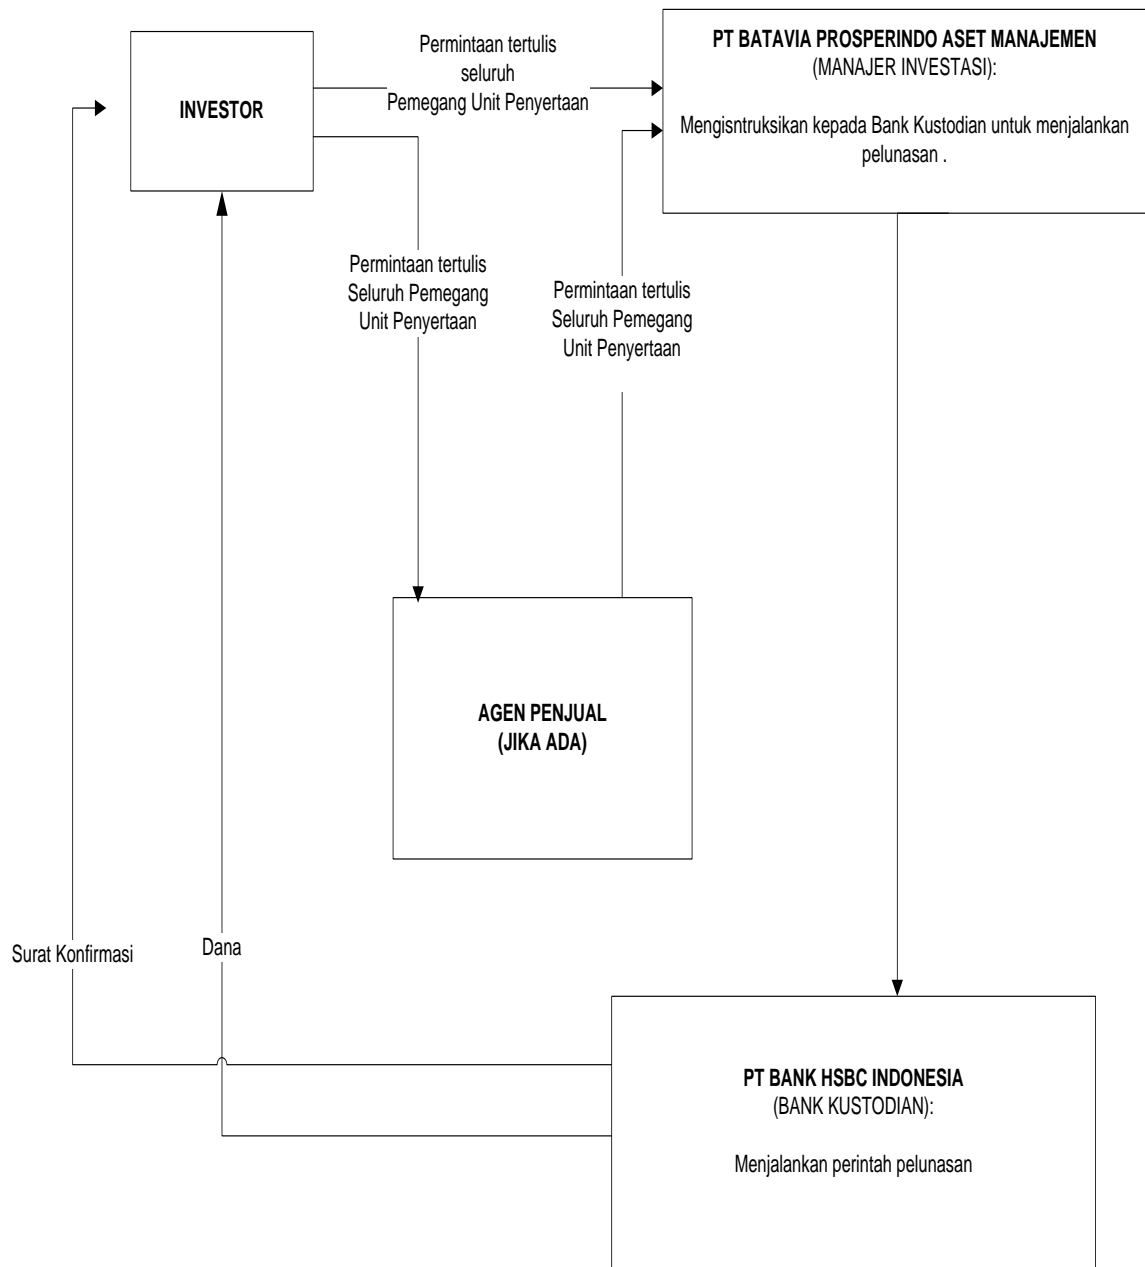 Permintaan tertulis
seluruh
Pemegang Unit Penyertaan
INVESTOR
PT BATAVIA PROSPERINDO ASET MANAJEMEN
(MANAJER INVESTASI):
Mengisntruksikan kepada Bank Kustodian untuk menjalankan
pelunasan .
Permintaan tertulis
Seluruh Pemegang
Unit Penyertaan
Permintaan tertulis
Seluruh Pemegang
Unit Penyertaan
AGEN PENJUAL
(JIKA ADA)
Surat Konfirmasi
Dana
PT BANK HSBC INDONESIA
(BANK KUSTODIAN):
Menjalankan perintah pelunasan